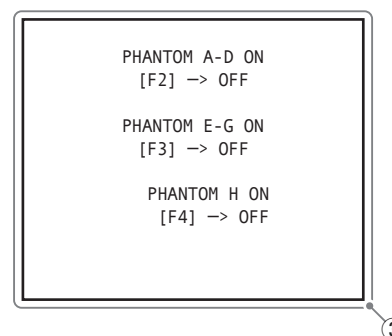 PHANTOM A-D ON
[F2] —> OFF
PHANTOM E-G ON
[F3] —> OFF
PHANTOM H ON
[F4] —> OFF